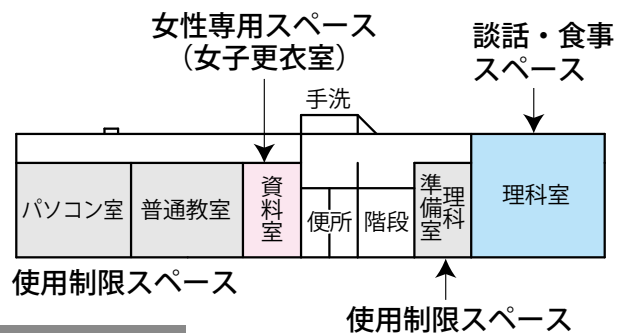 女性専用スペース
（女子更衣室）
談話・食事
スペース
手洗
パソコン室
普通教室
資料室
便所
階段
理科
準備室
理科室
使用制限スペース
使用制限スペース